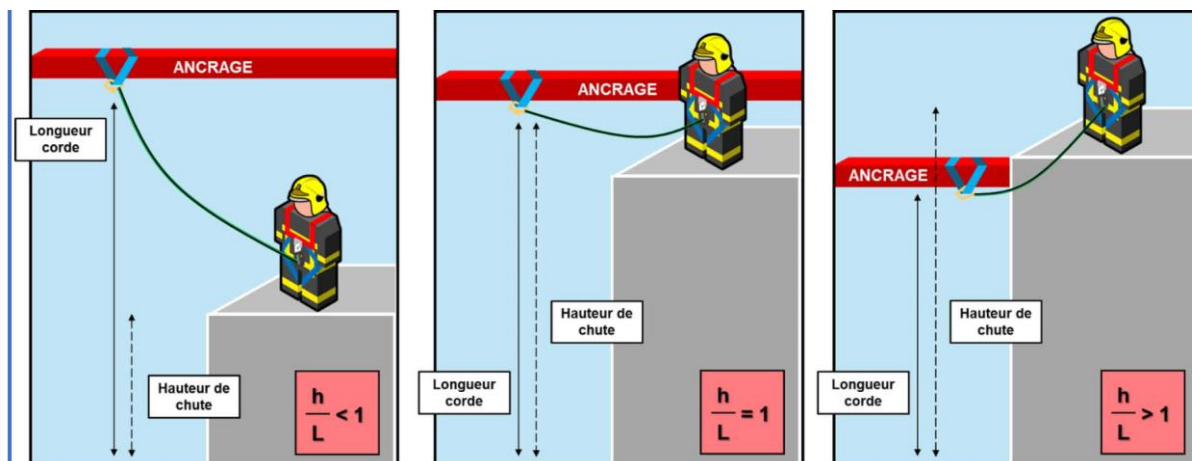 ANCRAGE
Longueur
corde
Hauteur de
chute
h
L
< 1
ANCRAGE
Hauteur de
chute
Longueur
corde
h
L
= 1
ANCRAGE
Hauteur de
chute
Longueur
corde
h
L
> 1